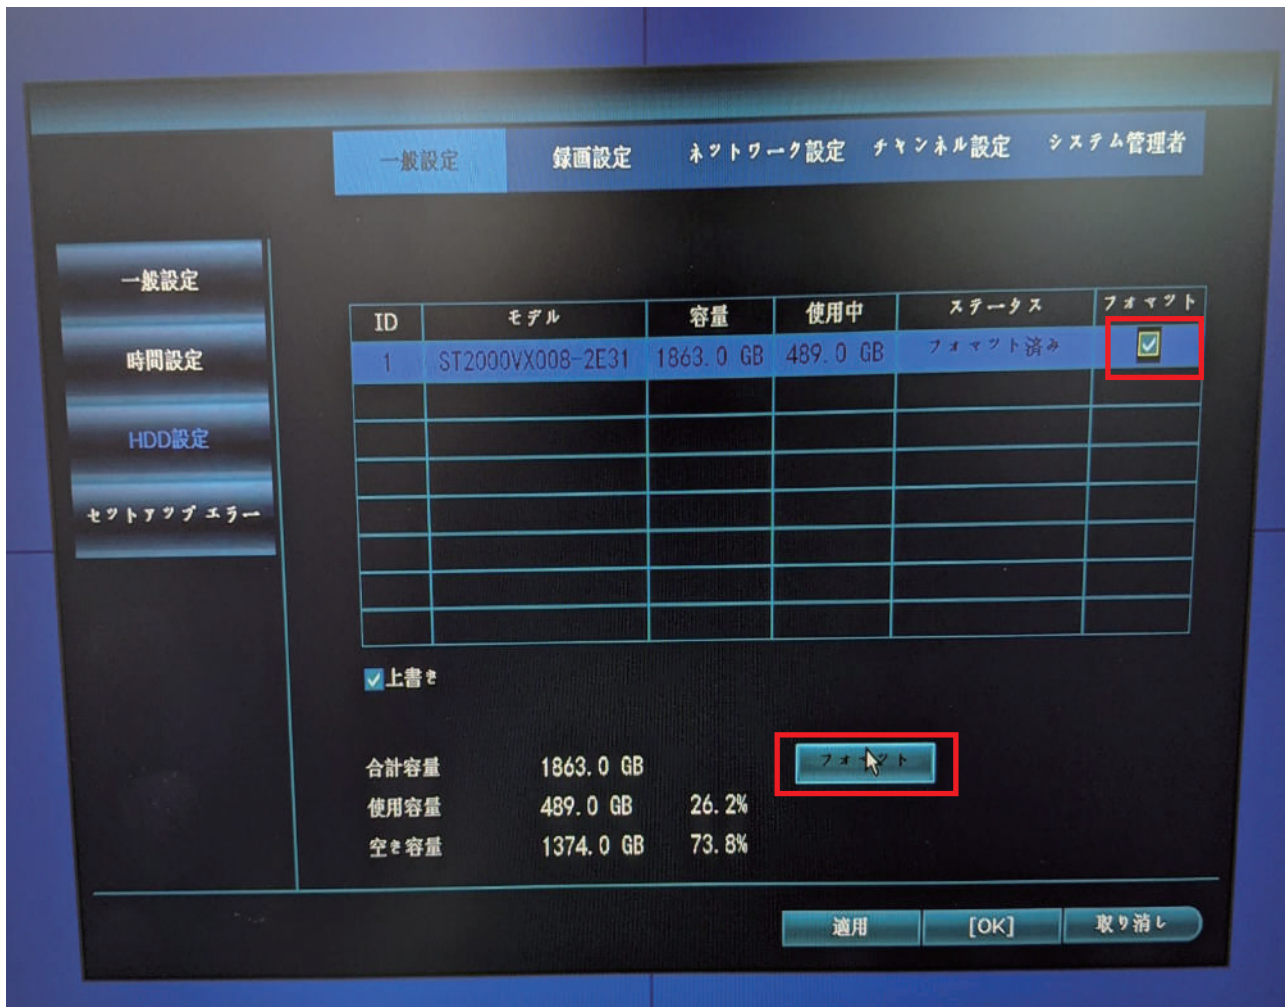 一般設定 録画設定 ネットワーク設定 チャンネル設定 システム管理者
一般設定
時間設定
HDD設定
セットアップ エラー
ID モデル 容量 使用中 ステータス フォマット
1 ST2000VX008-2E31 1863.0 GB 489.0 GB フォマット済み
上書き
合計容量 1863.0 GB フォマット
使用容量 489.0 GB 26.2%
空き容量 1374.0 GB 73.8%
適用 [OK] 取り消し